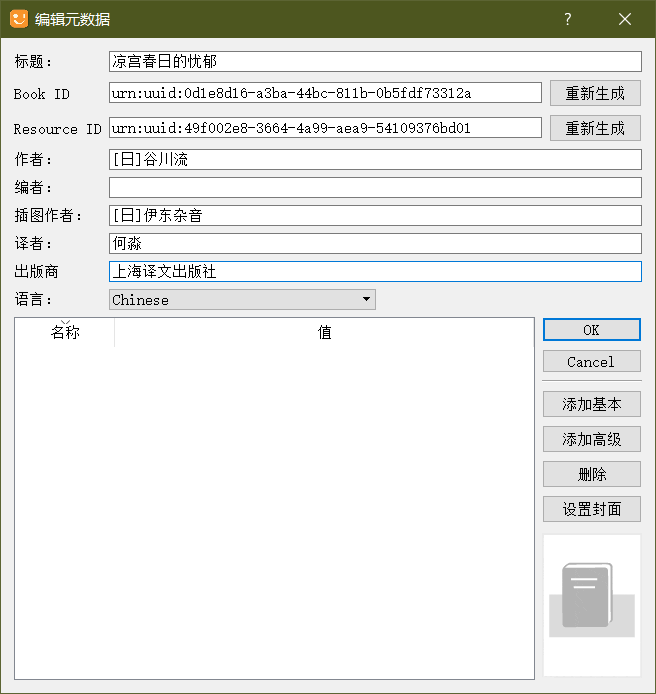 编辑元数据
标题： 凉宫春日的忧郁
Book ID urn:uuid:0d1e8d16-a3ba-44bc-811b-0b5fdf73312a 重新生成
Resource ID urn:uuid:49f002e8-3664-4a99-aea9-54109376bd01 重新生成
作者： [日]谷川流
编者：
插图作者： [日]伊东杂音
译者： 何淼
出版商 上海译文出版社
语言： Chinese
名称 值
OK
Cancel
添加基本
添加高级
删除
设置封面